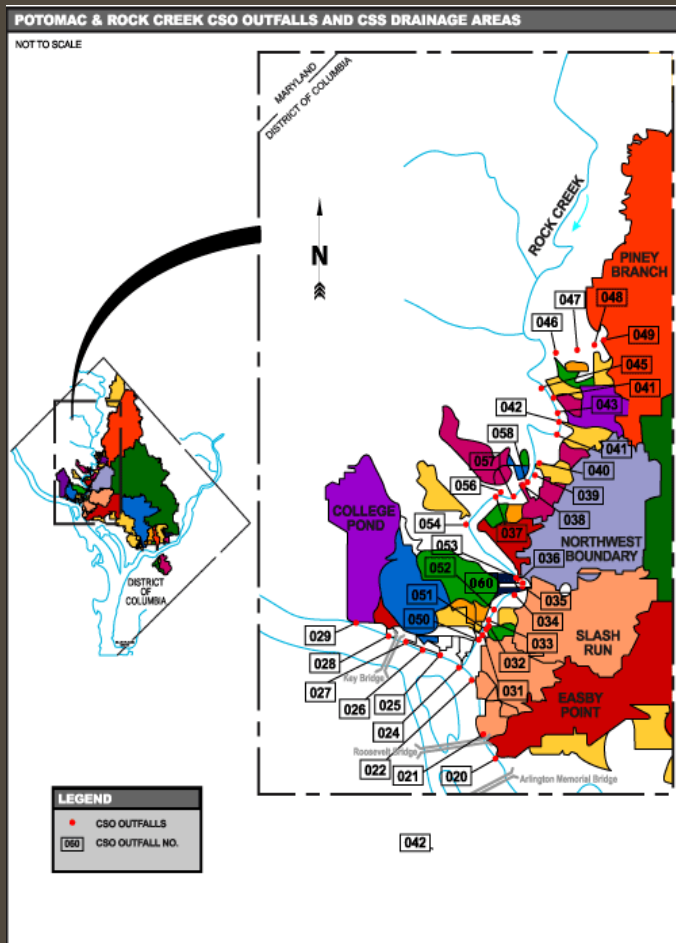 POTOMAC & ROCK CREEK CSO OUTFALLS AND CSS DRAINAGE AREAS
NOT TO SCALE
MARYLAND
DISTRICT OF COLUMBIA
ROCK CREEK
N
PINEY
BRANCH
047
048
046
049
045
041
042
043
058
041
057
040
056
039
COLLEGE
POND
038
054
037
053
NORTHWEST
BOUNDARY
036
052
060
035
051
034
050
033
029
SLASH
RUN
028
032
027
Key Bridge
025
031
026
EASBY
POINT
024
Roosevelt Bridge
022
021
020
Arlington Memorial Bridge
DISTRICT
OF
COLUMBIA
LEGEND
CSO OUTFALLS
060 CSO OUTFALL NO.
042.